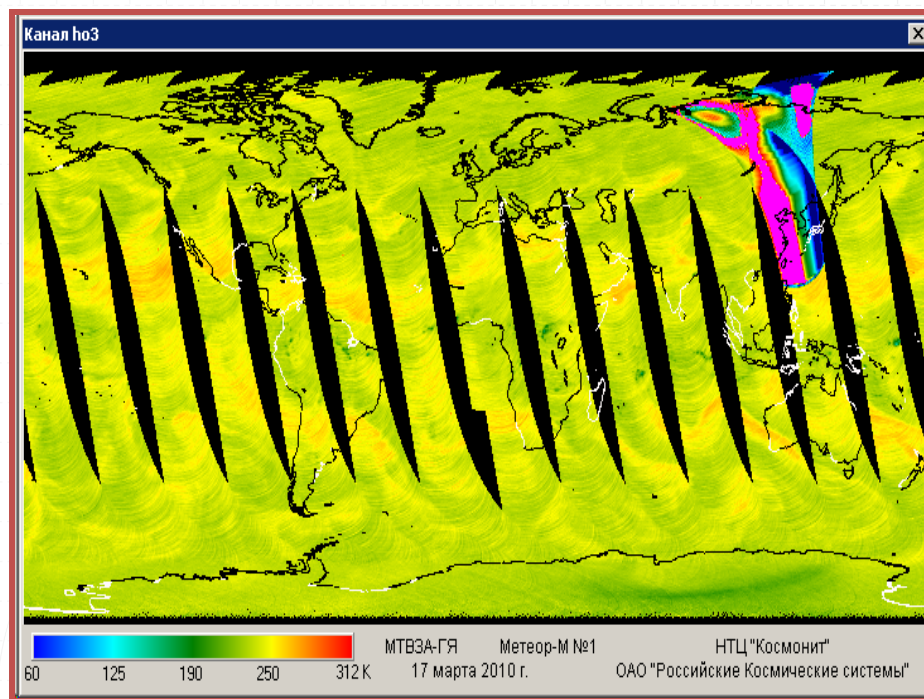 Канал ho3
60 125 190 250 312 K
МТВЗА-ГЯ Метеор-М №1 НТЦ "Космонит"
17 марта 2010 г. ОАО "Российские Космические системы"